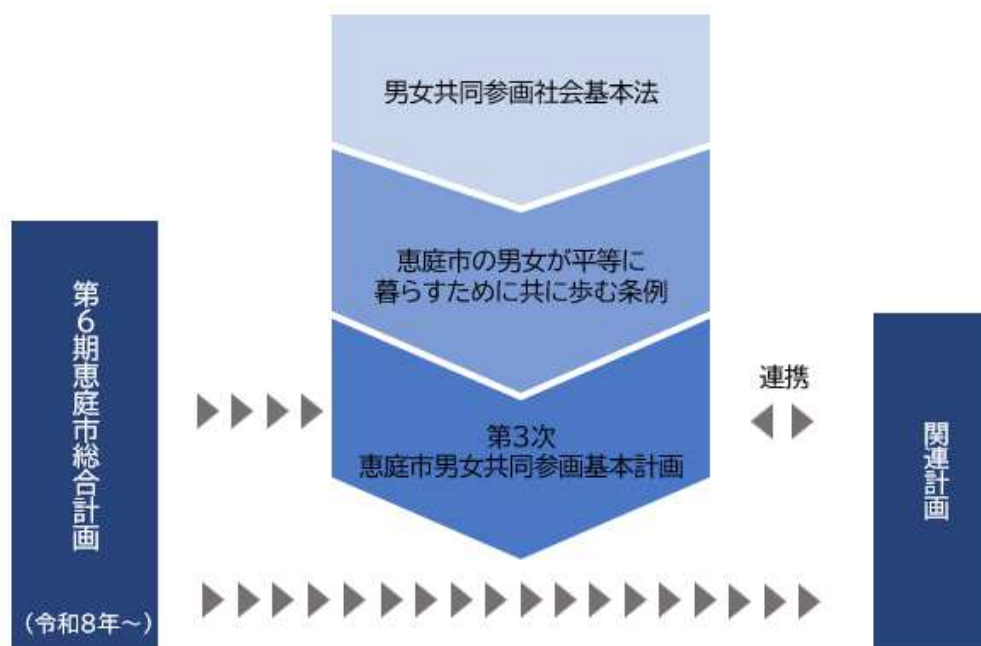 男女共同参画社会基本法
恵庭市の男女が平等に
暮らすために共に歩む条例
第3次
恵庭市男女共同参画基本計画
第6期恵庭市総合計画
(令和8年~)
連携
関連計画